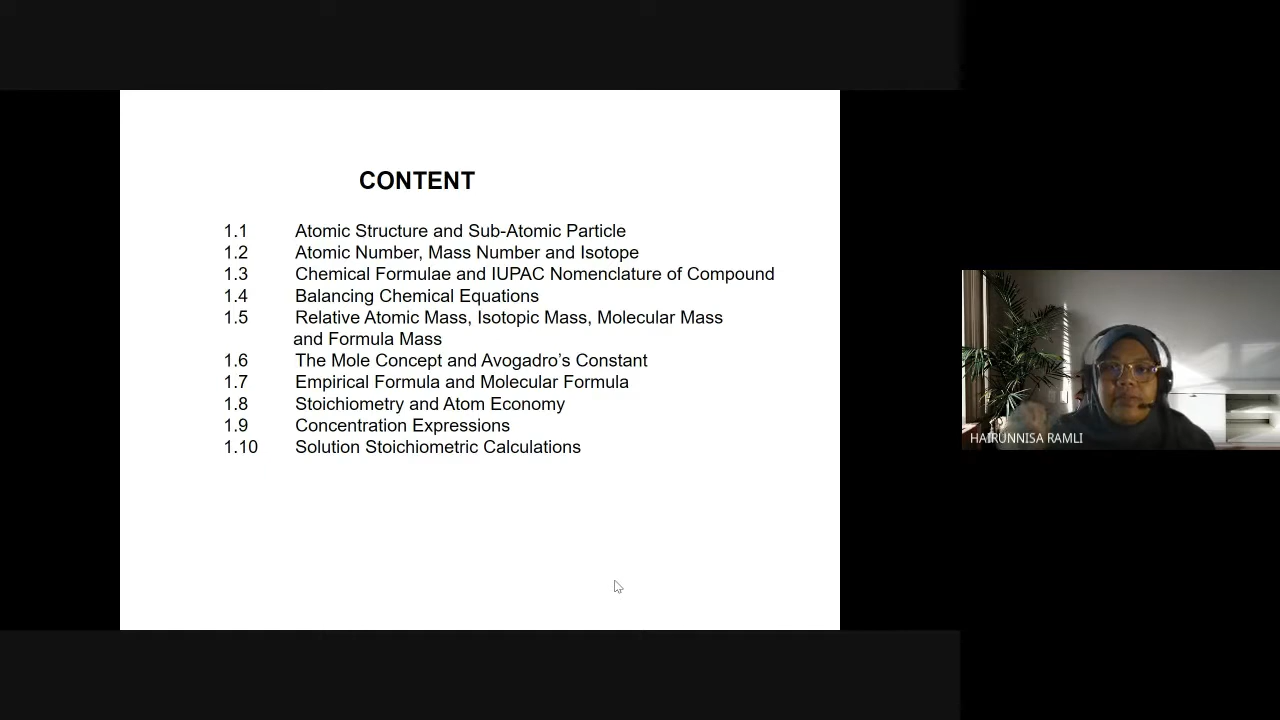 CONTENT
1.1 Atomic Structure and Sub-Atomic Particle
1.2 Atomic Number, Mass Number and Isotope
1.3 Chemical Formulae and IUPAC Nomenclature of Compound
1.4 Balancing Chemical Equations
1.5 Relative Atomic Mass, Isotopic Mass, Molecular Mass
and Formula Mass
1.6 The Mole Concept and Avogadro’s Constant
1.7 Empirical Formula and Molecular Formula
1.8 Stoichiometry and Atom Economy
1.9 Concentration Expressions
1.10 Solution Stoichiometric Calculations
HAIRUNNISA RAMLI